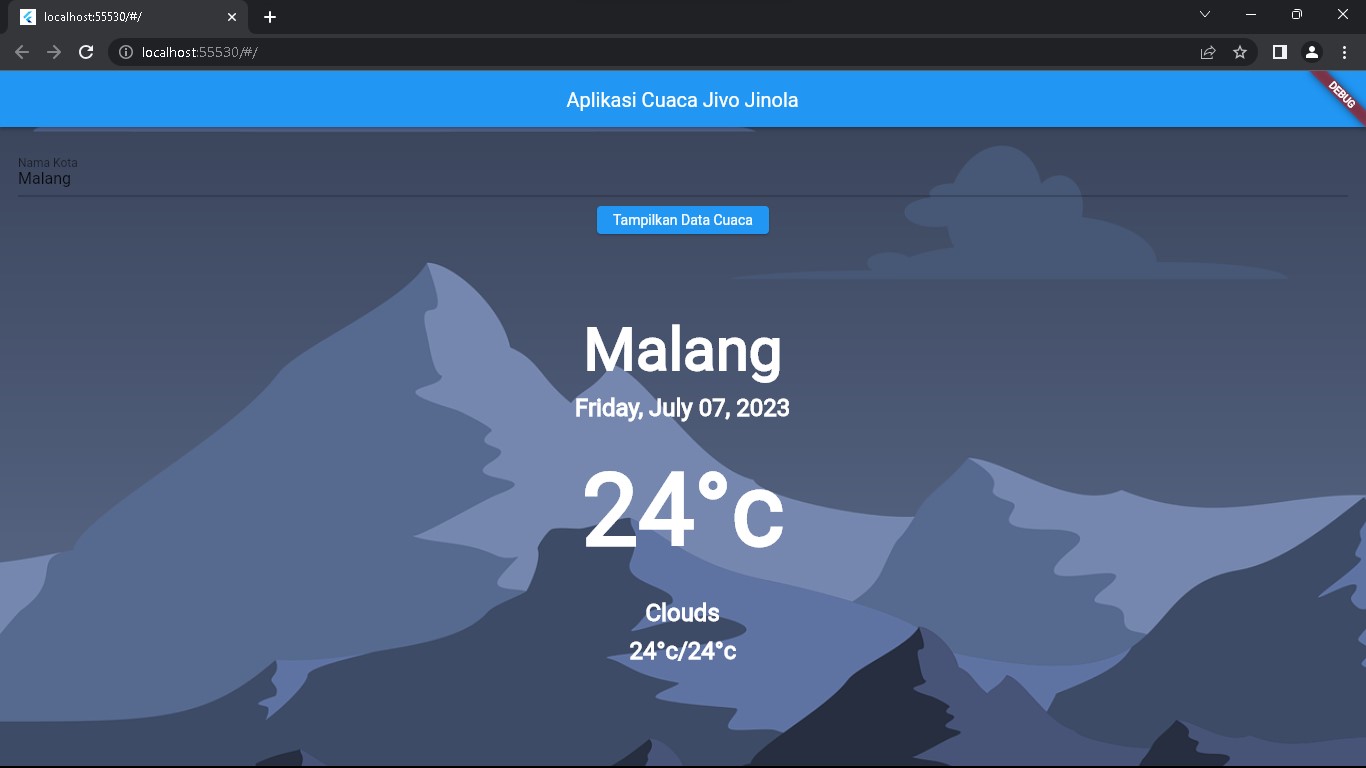 localhost:55530/#/
localhost:55530/#/
Aplikasi Cuaca Jivo Jinola
DEBUG
Nama Kota
Malang
Tampilkan Data Cuaca
Malang
Friday, July 07, 2023
24°c
Clouds
24°c/24°c